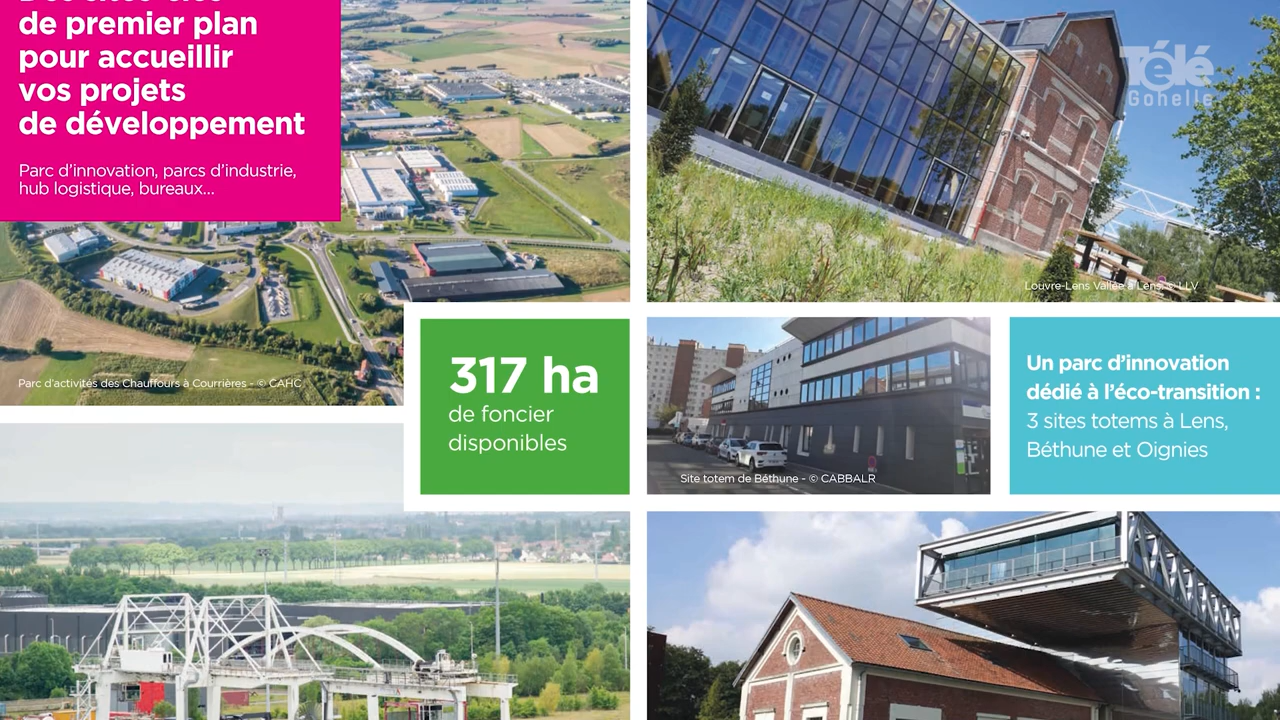 de premier plan
pour accueillir
vos projets
de développement
Parc d'innovation, parcs d'industrie,
hub logistique, bureaux...
Parc d'activités des Chauffours à Courrières - © CAHC
Télé
Gohelle
Louvre-Lens Vallée à Lens, © LLV
317 ha
de foncier
disponibles
Site totem de Béthune - © CABBALR
Un parc d'innovation
dédié à l'éco-transition :
3 sites totems à Lens,
Béthune et Oignies